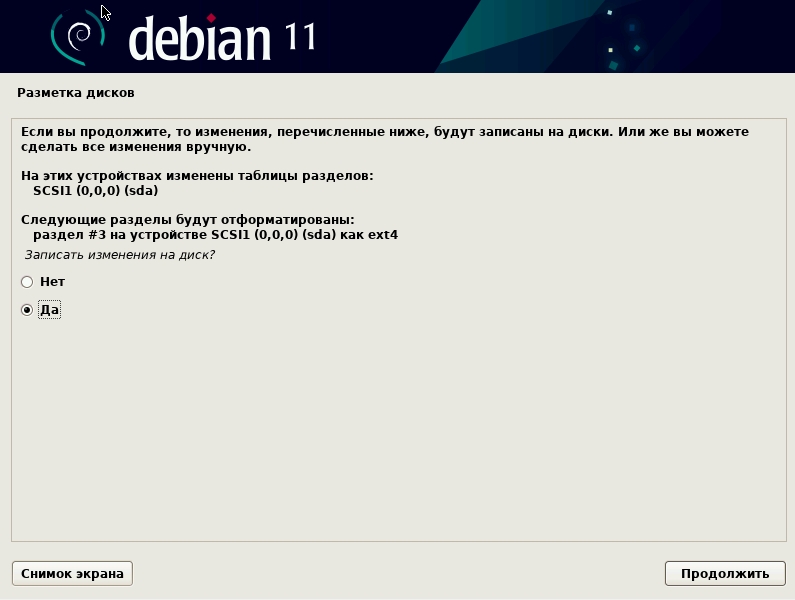 debian 11
Разметка дисков
Если вы продолжите, то изменения, перечисленные ниже, будут записаны на диски. Или же вы можете
сделать все изменения вручную.
На этих устройствах изменены таблицы разделов:
SCSI1 (0,0,0) (sda)
Следующие разделы будут отформатированы:
раздел #3 на устройстве SCSI1 (0,0,0) (sda) как ext4
Записать изменения на диск?
Нет
Да
Снимок экрана
Продолжить